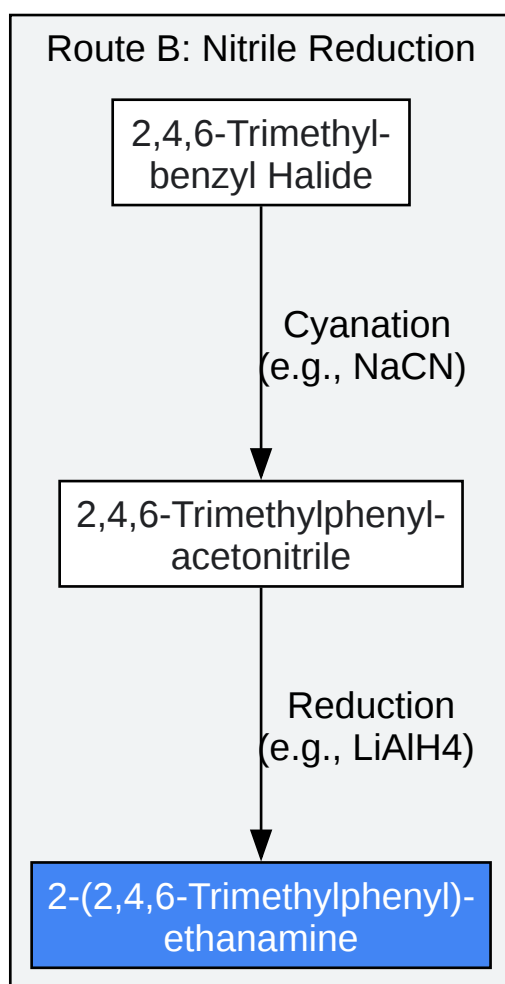 Route B: Nitrile Reduction
2,4,6-Trimethyl-
benzyl Halide
Cyanation
(e.g., NaCN)
2,4,6-Trimethylphenyl-
acetonitrile
Reduction
(e.g., LiAlH4)
2-(2,4,6-Trimethylphenyl)-
ethanamine